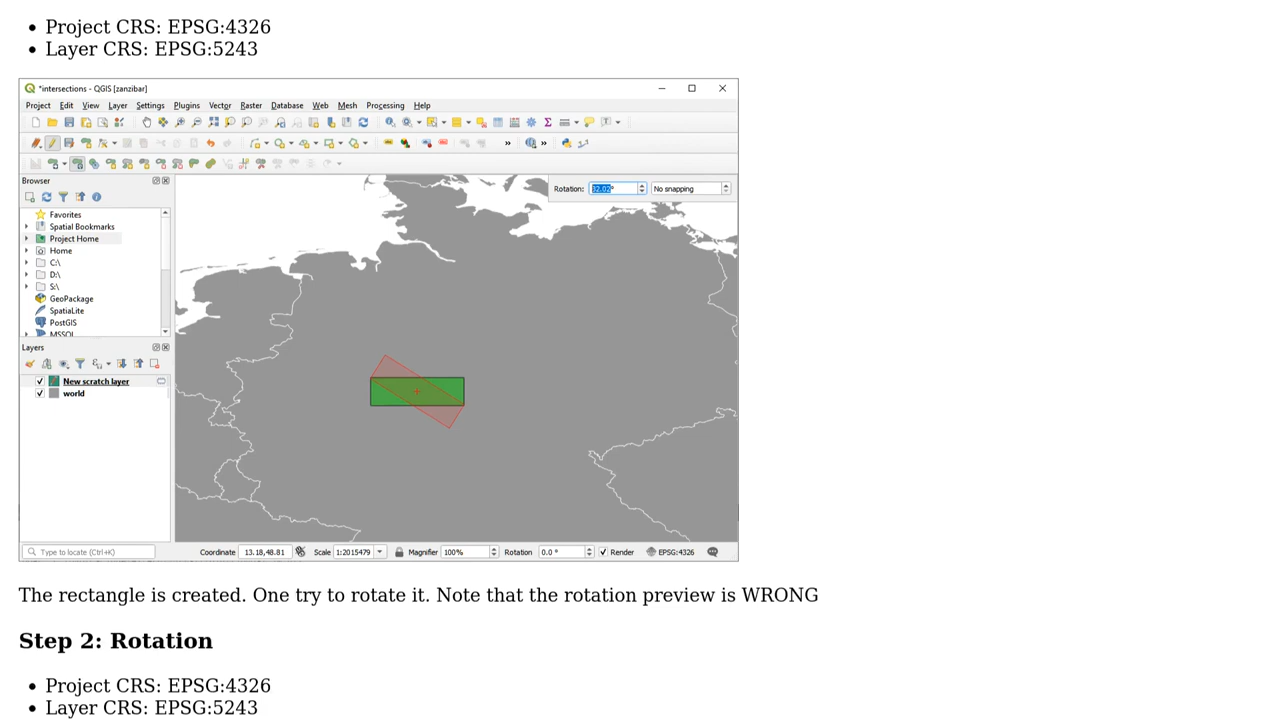 Project CRS: EPSG:4326
Layer CRS: EPSG:5243
*intersections - QGIS [zanzibar]
Project Edit View Layer Settings Plugins Vector Raster Database Web Mesh Processing Help
Browser
Rotation: 32.02° No snapping
Favorites
Spatial Bookmarks
Project Home
Home
C:\
D:\
S:\
GeoPackage
SpatiaLite
PostGIS
MSSQL
Layers
New scratch layer
world
Type to locate (Ctrl+K) Coordinate 13.18,48.81 Scale 1:2015479 Magnifier 100% Rotation 0.0 ° Render EPSG:4326
The rectangle is created. One try to rotate it. Note that the rotation preview is WRONG
Step 2: Rotation
Project CRS: EPSG:4326
Layer CRS: EPSG:5243